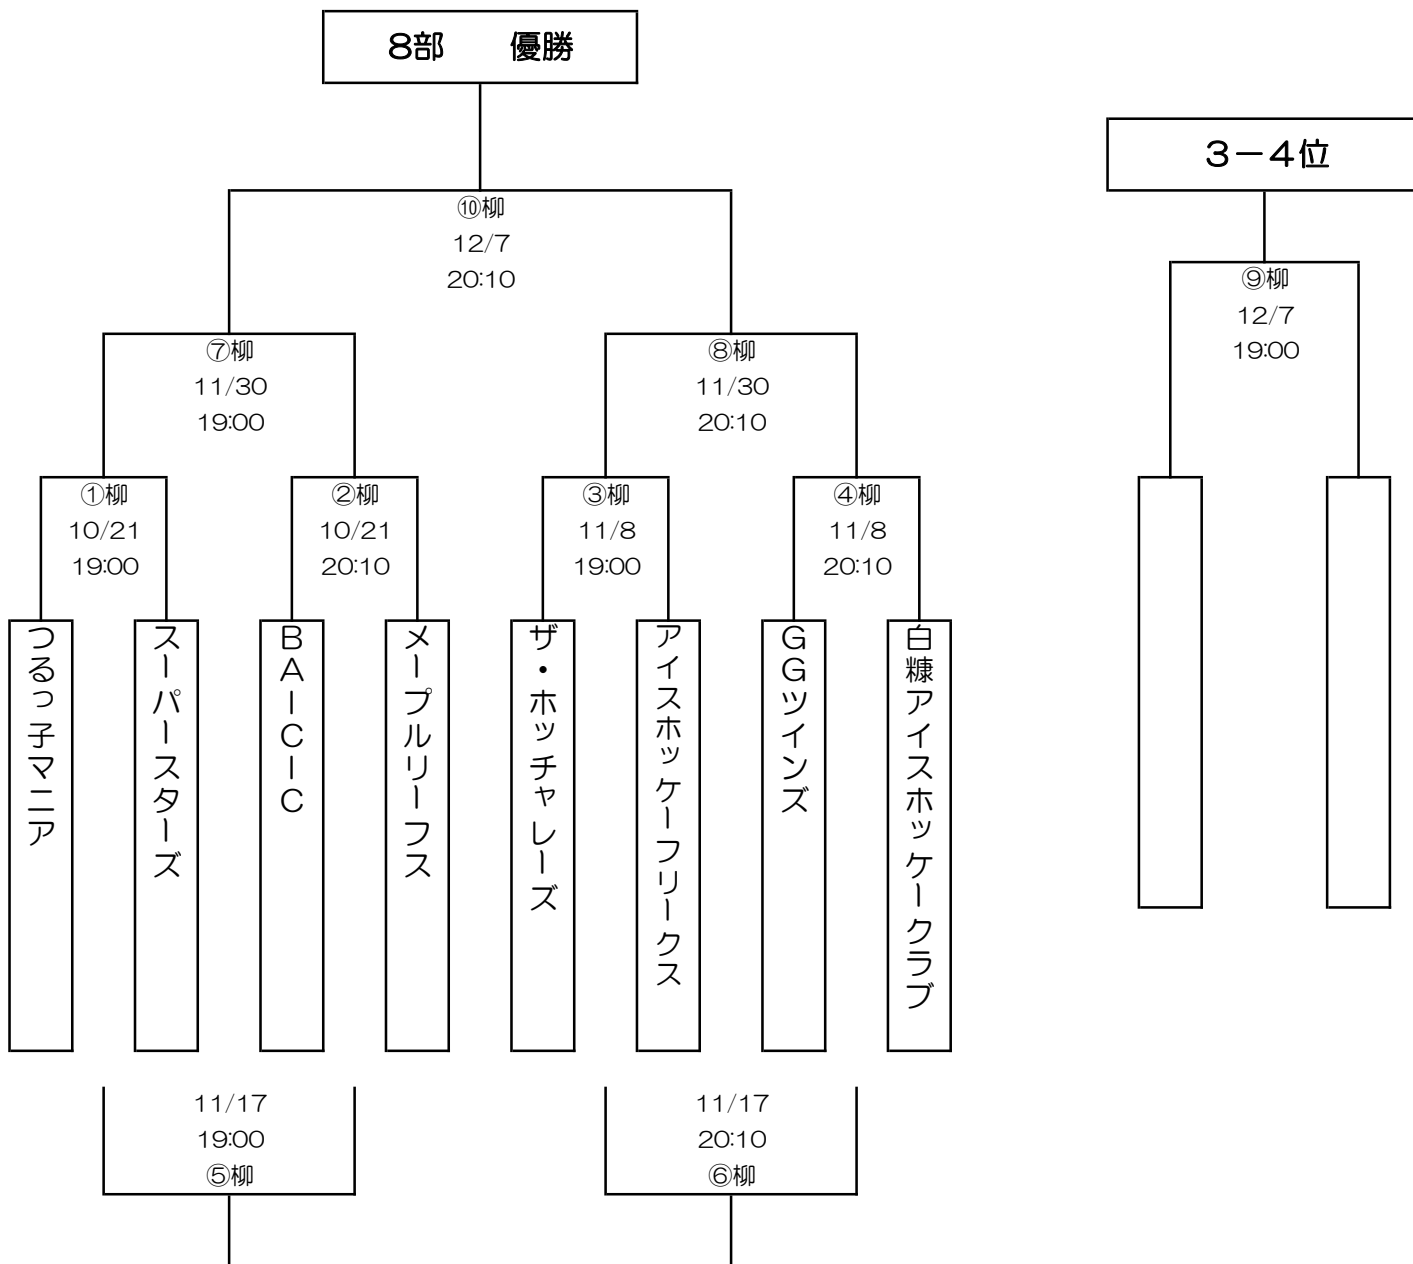 8部　優勝
3－4位
⑩柳
12/7
20:10
⑨柳
12/7
19:00
⑦柳
11/30
19:00
⑧柳
11/30
20:10
①柳
10/21
19:00
②柳
10/21
20:10
③柳
11/8
19:00
④柳
11/8
20:10
つるっ子マニア
スーパースターズ
BAーCーC
メープルリーフス
ザ・ホッチャレーズ
アイスホッケーフリークス
GGツインズ
白糠アイスホッケークラブ
11/17
19:00
⑤柳
11/17
20:10
⑥柳